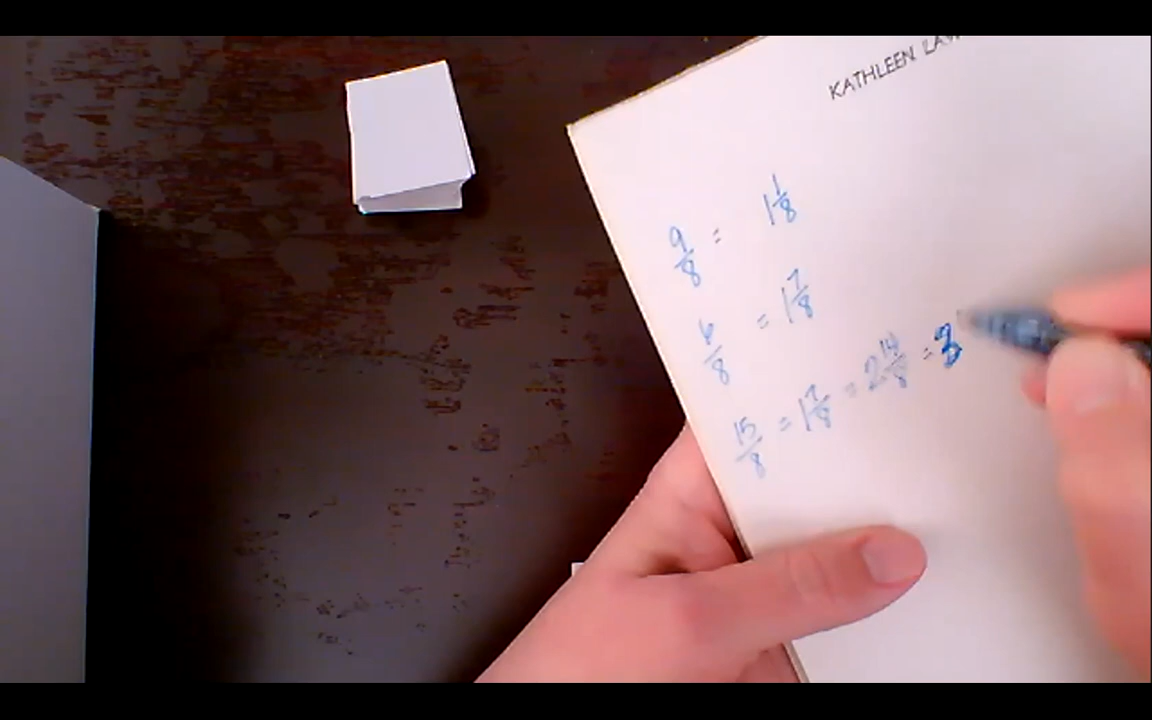 KATHLEEN
9/8 = 1 1/8
6/8 = 1 7/8
15/8 = 1 7/8 = 2 14/8 = 3